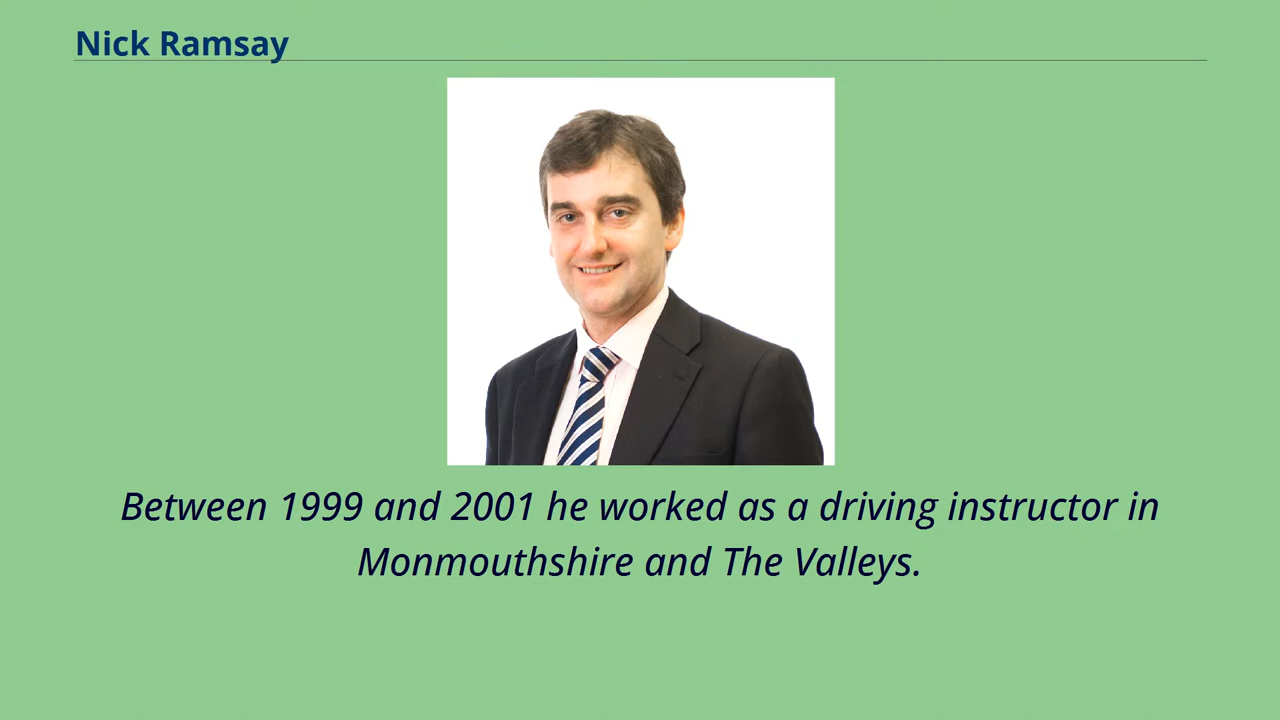 Nick Ramsay
Between 1999 and 2001 he worked as a driving instructor in
Monmouthshire and The Valleys.